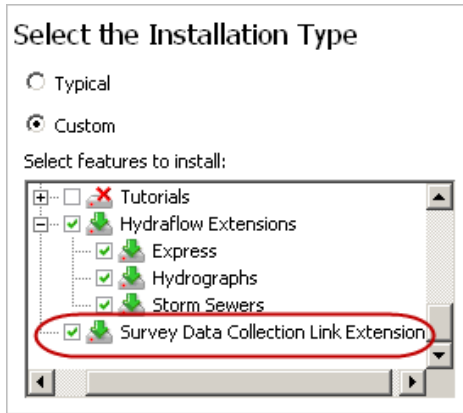 Select the Installation Type
Typical
Custom
Select features to install:
Tutorials
Hydraflow Extensions
Express
Hydrographs
Storm Sewers
Survey Data Collection Link Extension